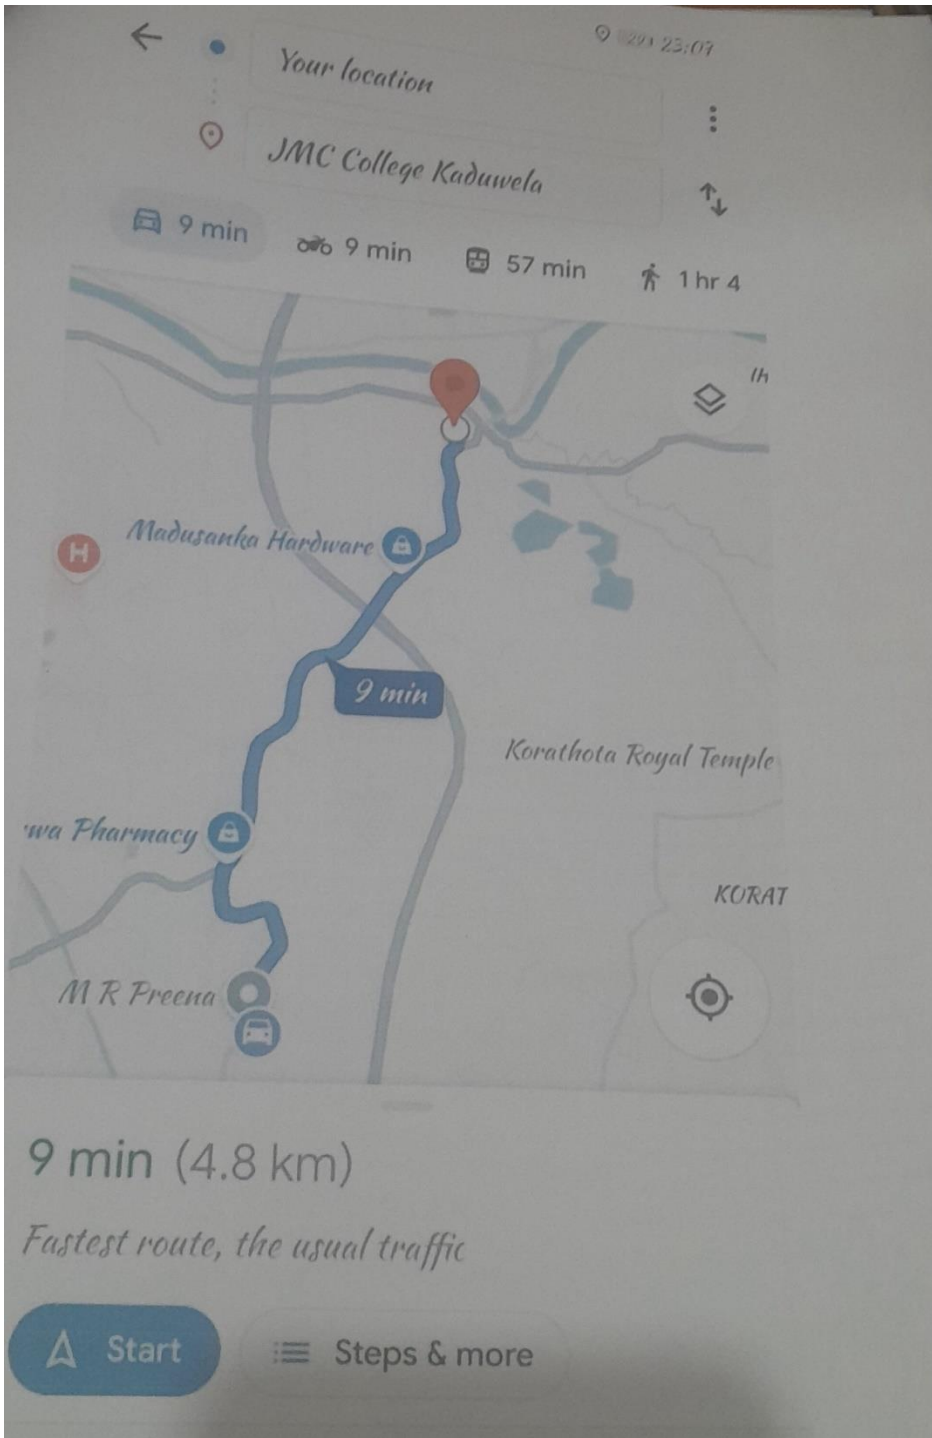 23:07
Your location
JMC College Kaduwela
9 min 9 min 57 min 1 hr 4
lh
Madusanka Hardware
H
9 min
Korathota Royal Temple
wa Pharmacy
KORAT
M R Preena
9 min (4.8 km)
Fastest route, the usual traffic
Start Steps & more